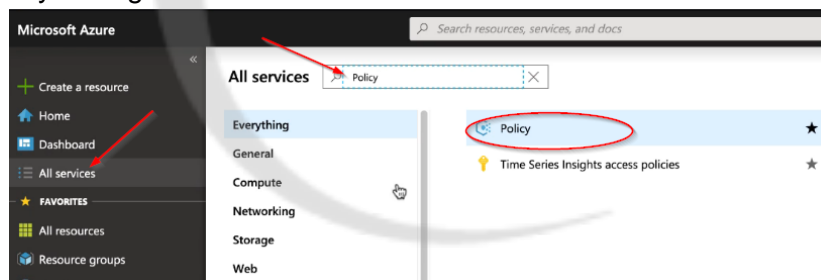 Microsoft Azure
Search resources, services, and docs
«
Create a resource
Home
Dashboard
All services
FAVORITES
All resources
Resource groups
All services
Policy
Everything
General
Compute
Networking
Storage
Web
Policy
Time Series Insights access policies